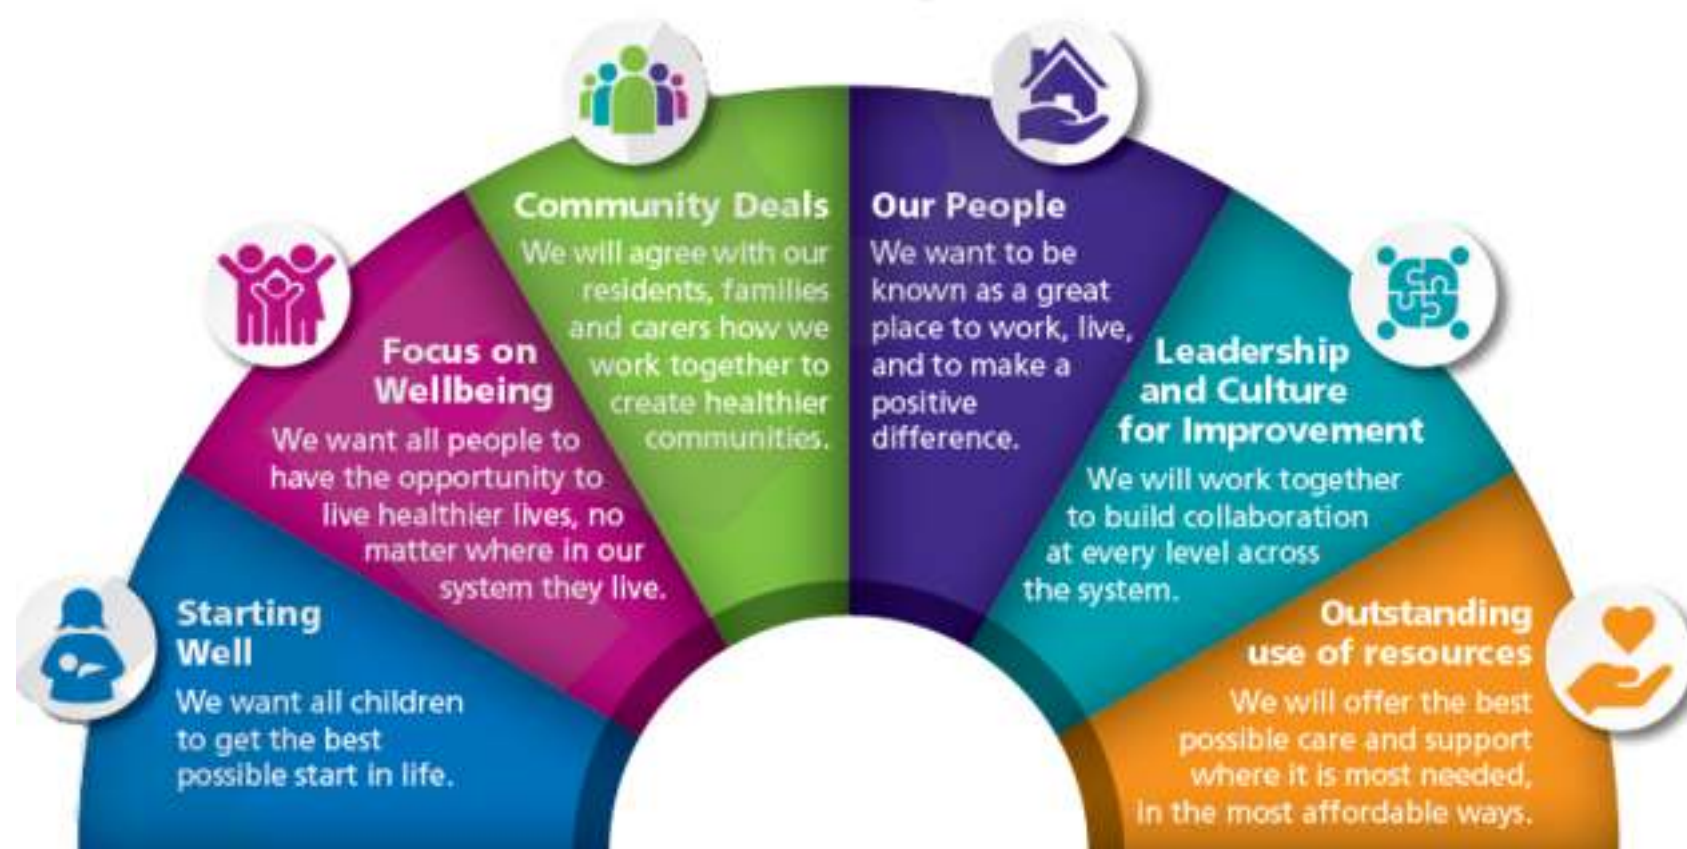 Starting
Well
We want all children
to get the best
possible start in life.
Focus on
Wellbeing
We want all people to
have the opportunity to
live healthier lives, no
matter where in our
system they live.
Community Deals
We will agree with our
residents, families
and carers how we
work together to
create healthier
communities.
Our People
We want to be
known as a great
place to work, live,
and to make a
positive
difference.
Leadership
and Culture
for Improvement
We will work together
to build collaboration
at every level across
the system.
Outstanding
use of resources
We will offer the best
possible care and support
where it is most needed,
in the most affordable ways.